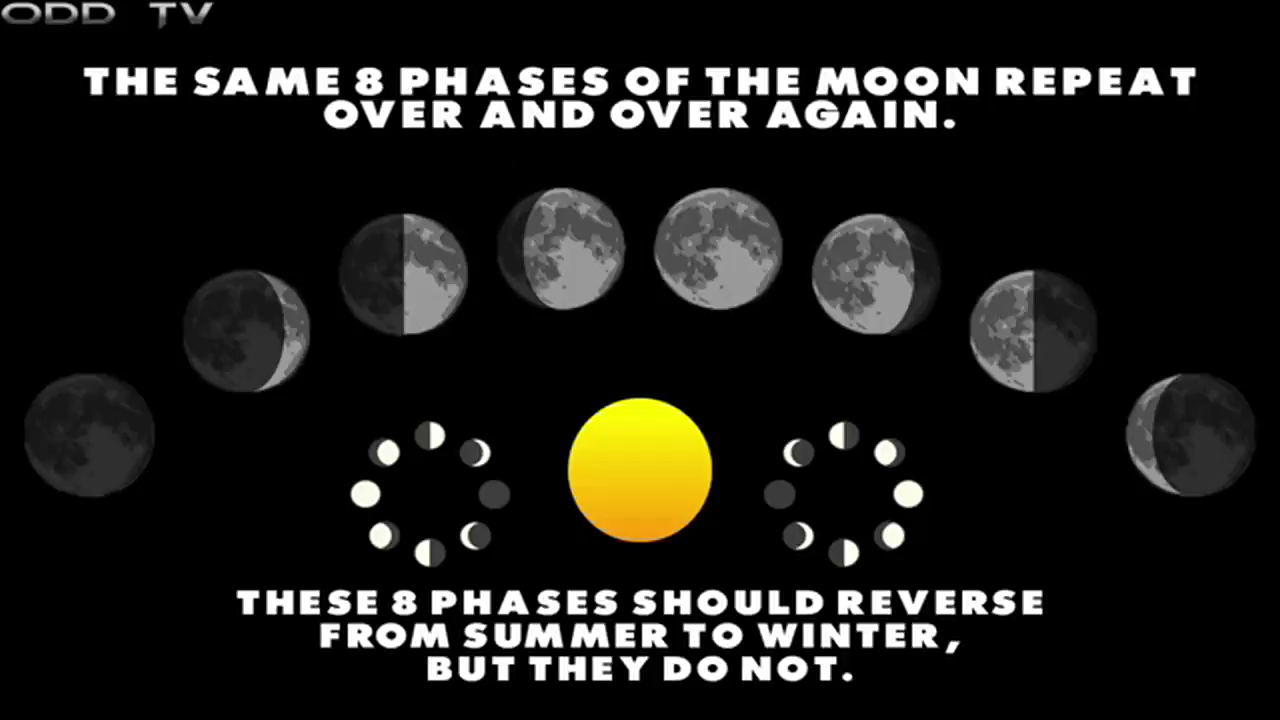 ODD TV
THE SAME 8 PHASES OF THE MOON REPEAT
OVER AND OVER AGAIN.
THESE 8 PHASES SHOULD REVERSE
FROM SUMMER TO WINTER,
BUT THEY DO NOT.